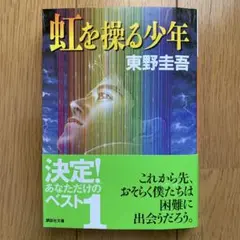 虹を操る少年
東野圭吾
決定!
あなただけの
ベスト1
これから先、
おそらく僕たちは
困難に
出会うだろう。
講談社文庫